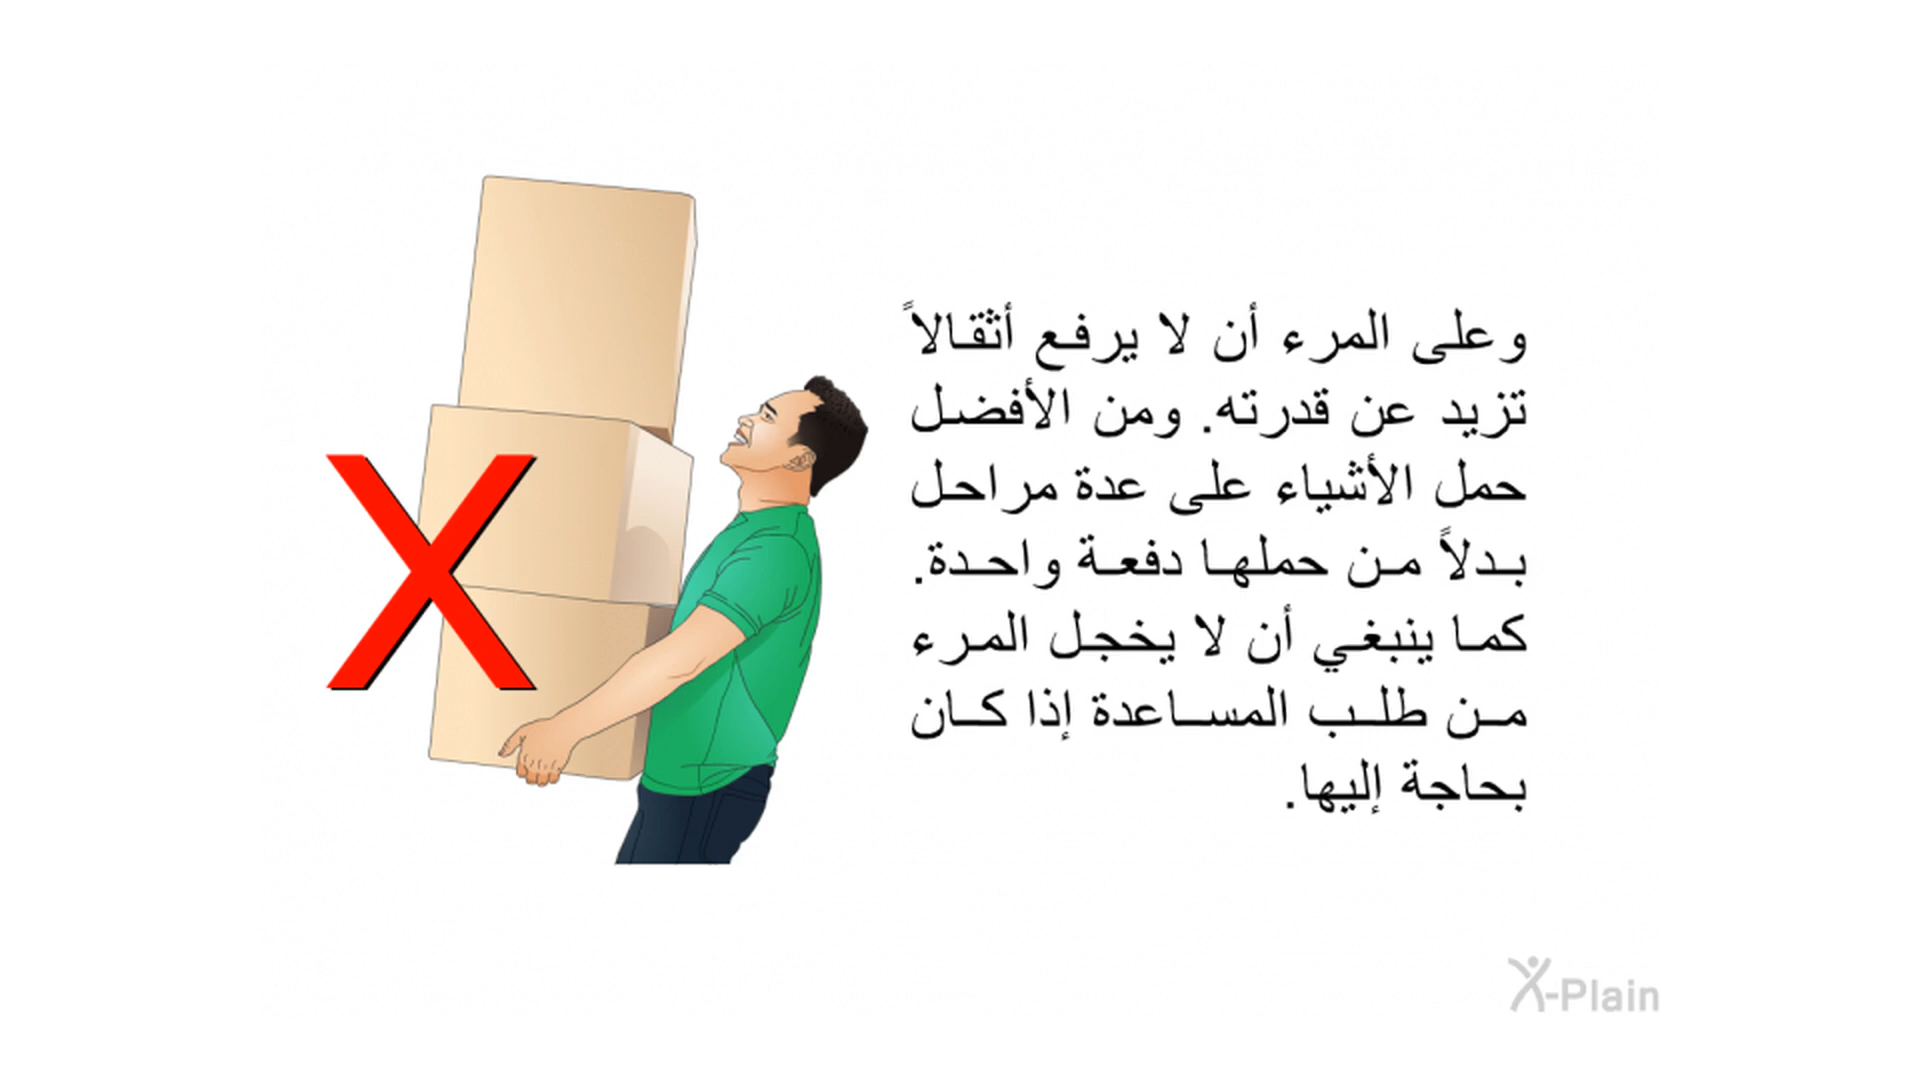 وعلى المرء أن لا يرفع أثقالاً
تزيد عن قدرته. ومن الأفضل
حمل الأشياء على عدة مراحل
بدلاً من حملها دفعة واحدة.
كما ينبغي أن لا يخجل المرء
من طلب المساعدة إذا كان
بحاجة إليها.
X
X-Plain